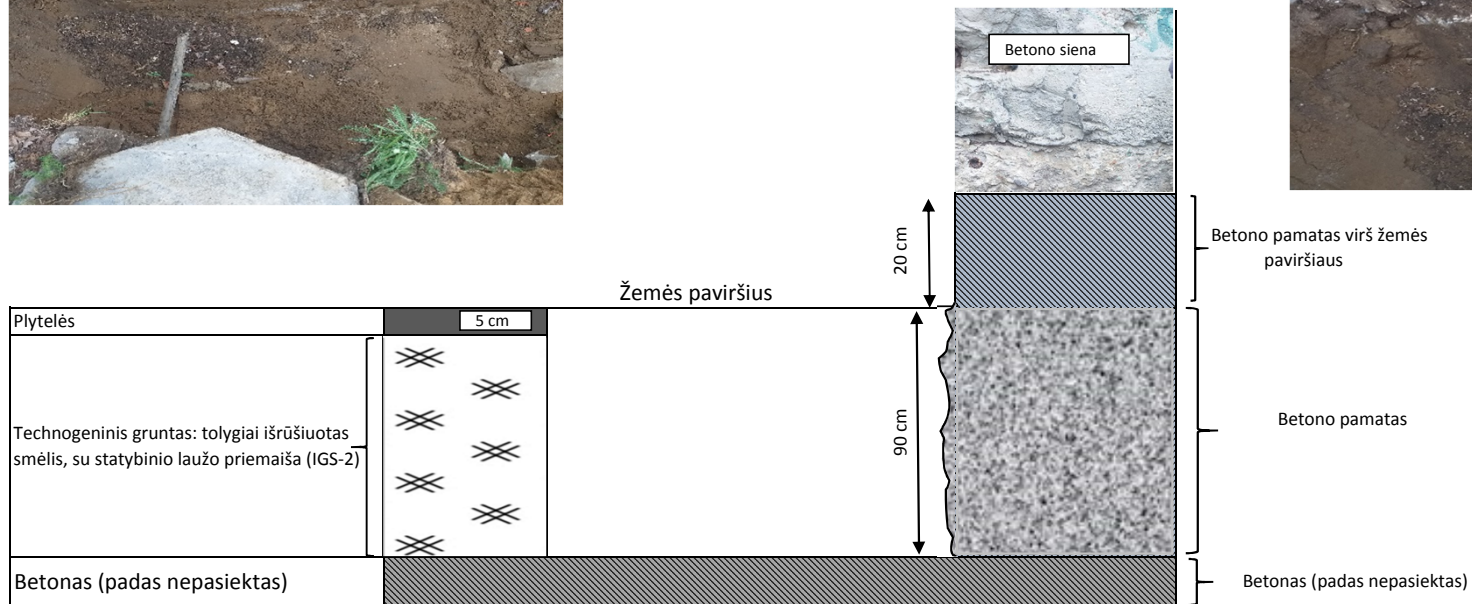 Betono siena
20 cm
Betono pamatas virš žemės
paviršiaus
Žemės paviršius
Plytelės
5 cm
Technogeninis gruntas: tolygiai išrūšiuotas
smėlis, su statybinio laužo priemaiša (IGS-2)
90 cm
Betono pamatas
Betonas (padas nepasiektas)
Betonas (padas nepasiektas)